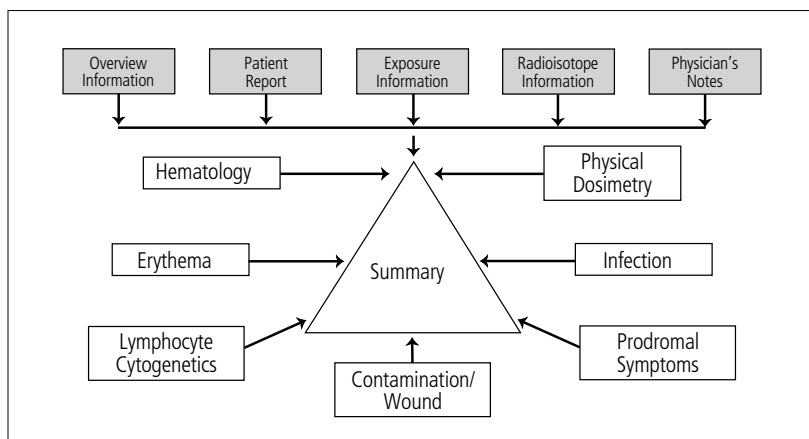 Overview
Information
Patient
Report
Exposure
Information
Radioisotope
Information
Physician's
Notes
Hematology
Physical
Dosimetry
Erythema
Summary
Infection
Lymphocyte
Cytogenetics
Contamination/
Wound
Prodromal
Symptoms